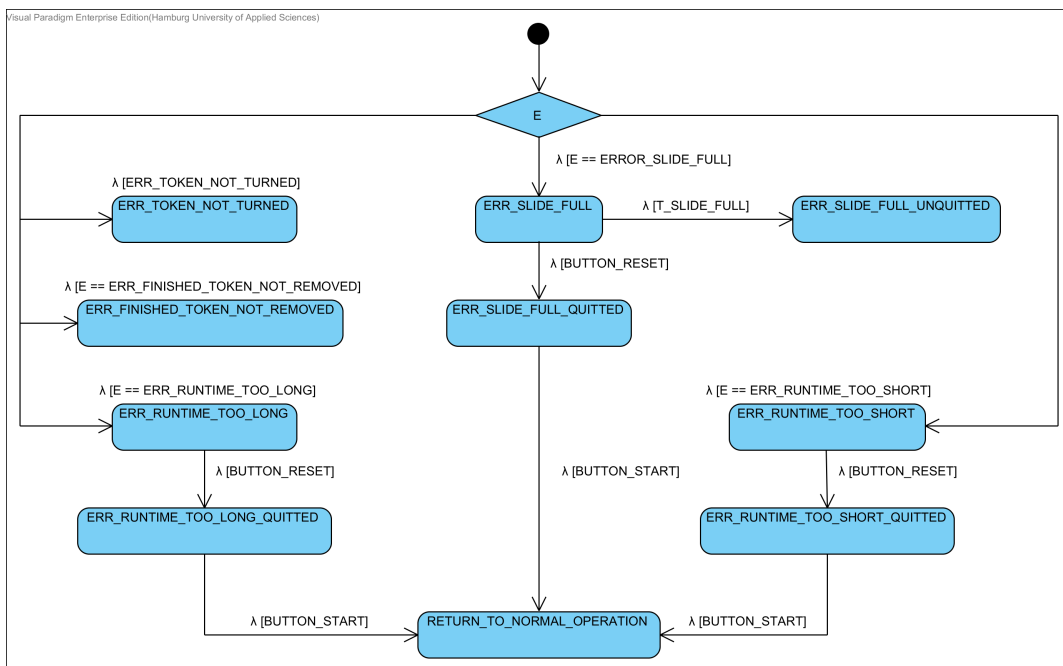 Visual Paradigm Enterprise Edition(Hamburg University of Applied Sciences)
E
λ [E == ERROR_SLIDE_FULL]
λ [ERR_TOKEN_NOT_TURNED]
ERR_TOKEN_NOT_TURNED
ERR_SLIDE_FULL
λ [T_SLIDE_FULL]
ERR_SLIDE_FULL_UNQUITTED
λ [BUTTON_RESET]
λ [E == ERR_FINISHED_TOKEN_NOT_REMOVED]
ERR_FINISHED_TOKEN_NOT_REMOVED
ERR_SLIDE_FULL_QUITTED
λ [E == ERR_RUNTIME_TOO_LONG]
λ [E == ERR_RUNTIME_TOO_SHORT]
ERR_RUNTIME_TOO_LONG
ERR_RUNTIME_TOO_SHORT
λ [BUTTON_RESET]
λ [BUTTON_START]
λ [BUTTON_RESET]
ERR_RUNTIME_TOO_LONG_QUITTED
ERR_RUNTIME_TOO_SHORT_QUITTED
λ [BUTTON_START]
RETURN_TO_NORMAL_OPERATION
λ [BUTTON_START]